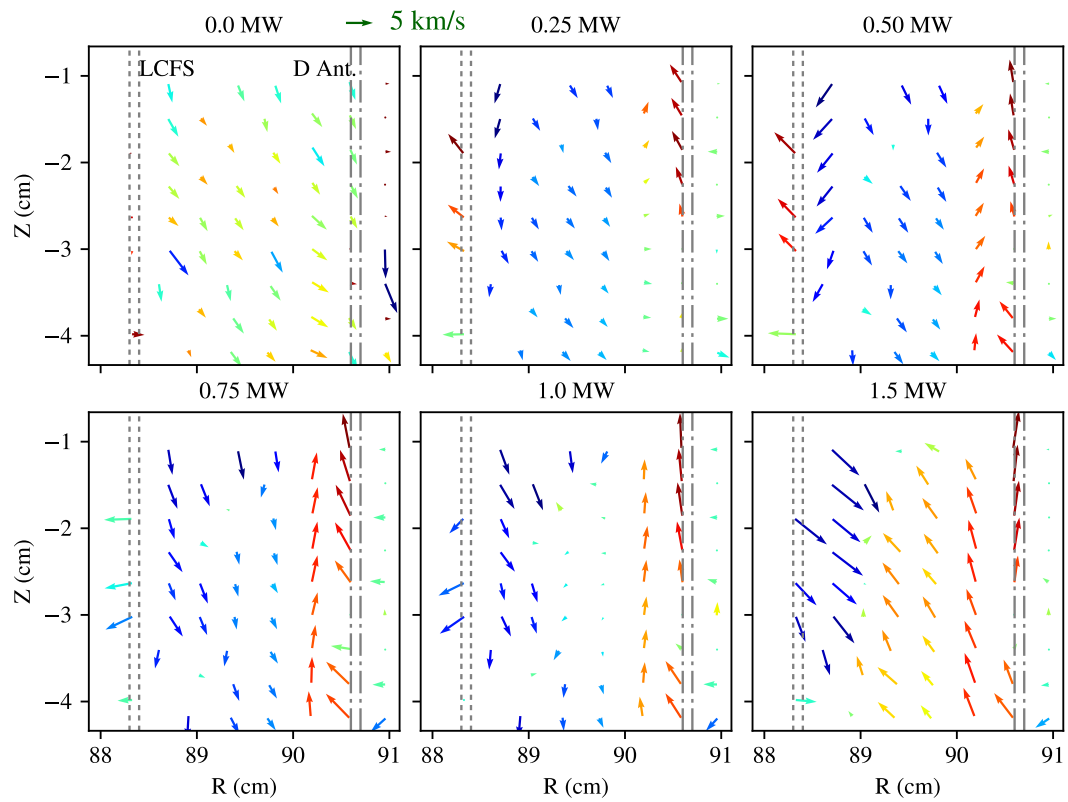 5 km/s
0.0 MW 0.25 MW 0.50 MW
LCFS D Ant.
−1
−2
−3
−4
Z (cm)
0.75 MW 1.0 MW 1.5 MW
−1
−2
−3
−4
Z (cm)
88 89 90 91 88 89 90 91 88 89 90 91
R (cm) R (cm) R (cm)